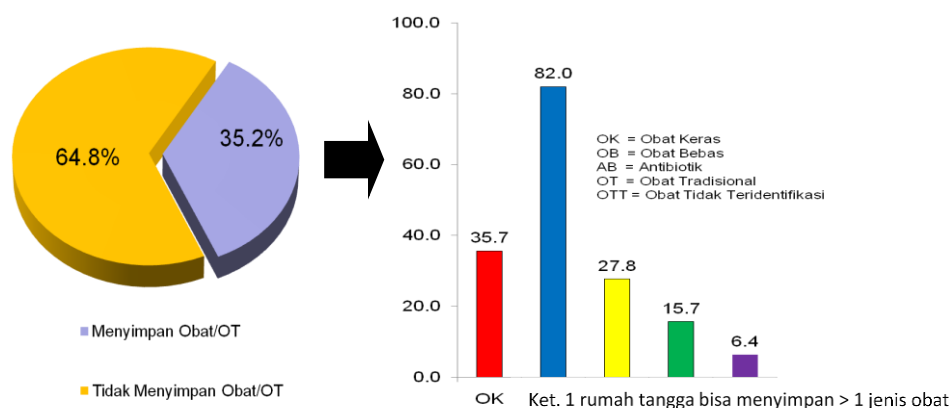 64.8%
35.2%
Menyimpan Obat/OT
Tidak Menyimpan Obat/OT
100.0
80.0
60.0
40.0
20.0
0.0
35.7
82.0
27.8
15.7
6.4
OK = Obat Keras
OB = Obat Bebas
AB = Antibiotik
OT = Obat Tradisional
OTT = Obat Tidak Teridentifikasi
OK
Ket. 1 rumah tangga bisa menyimpan > 1 jenis obat